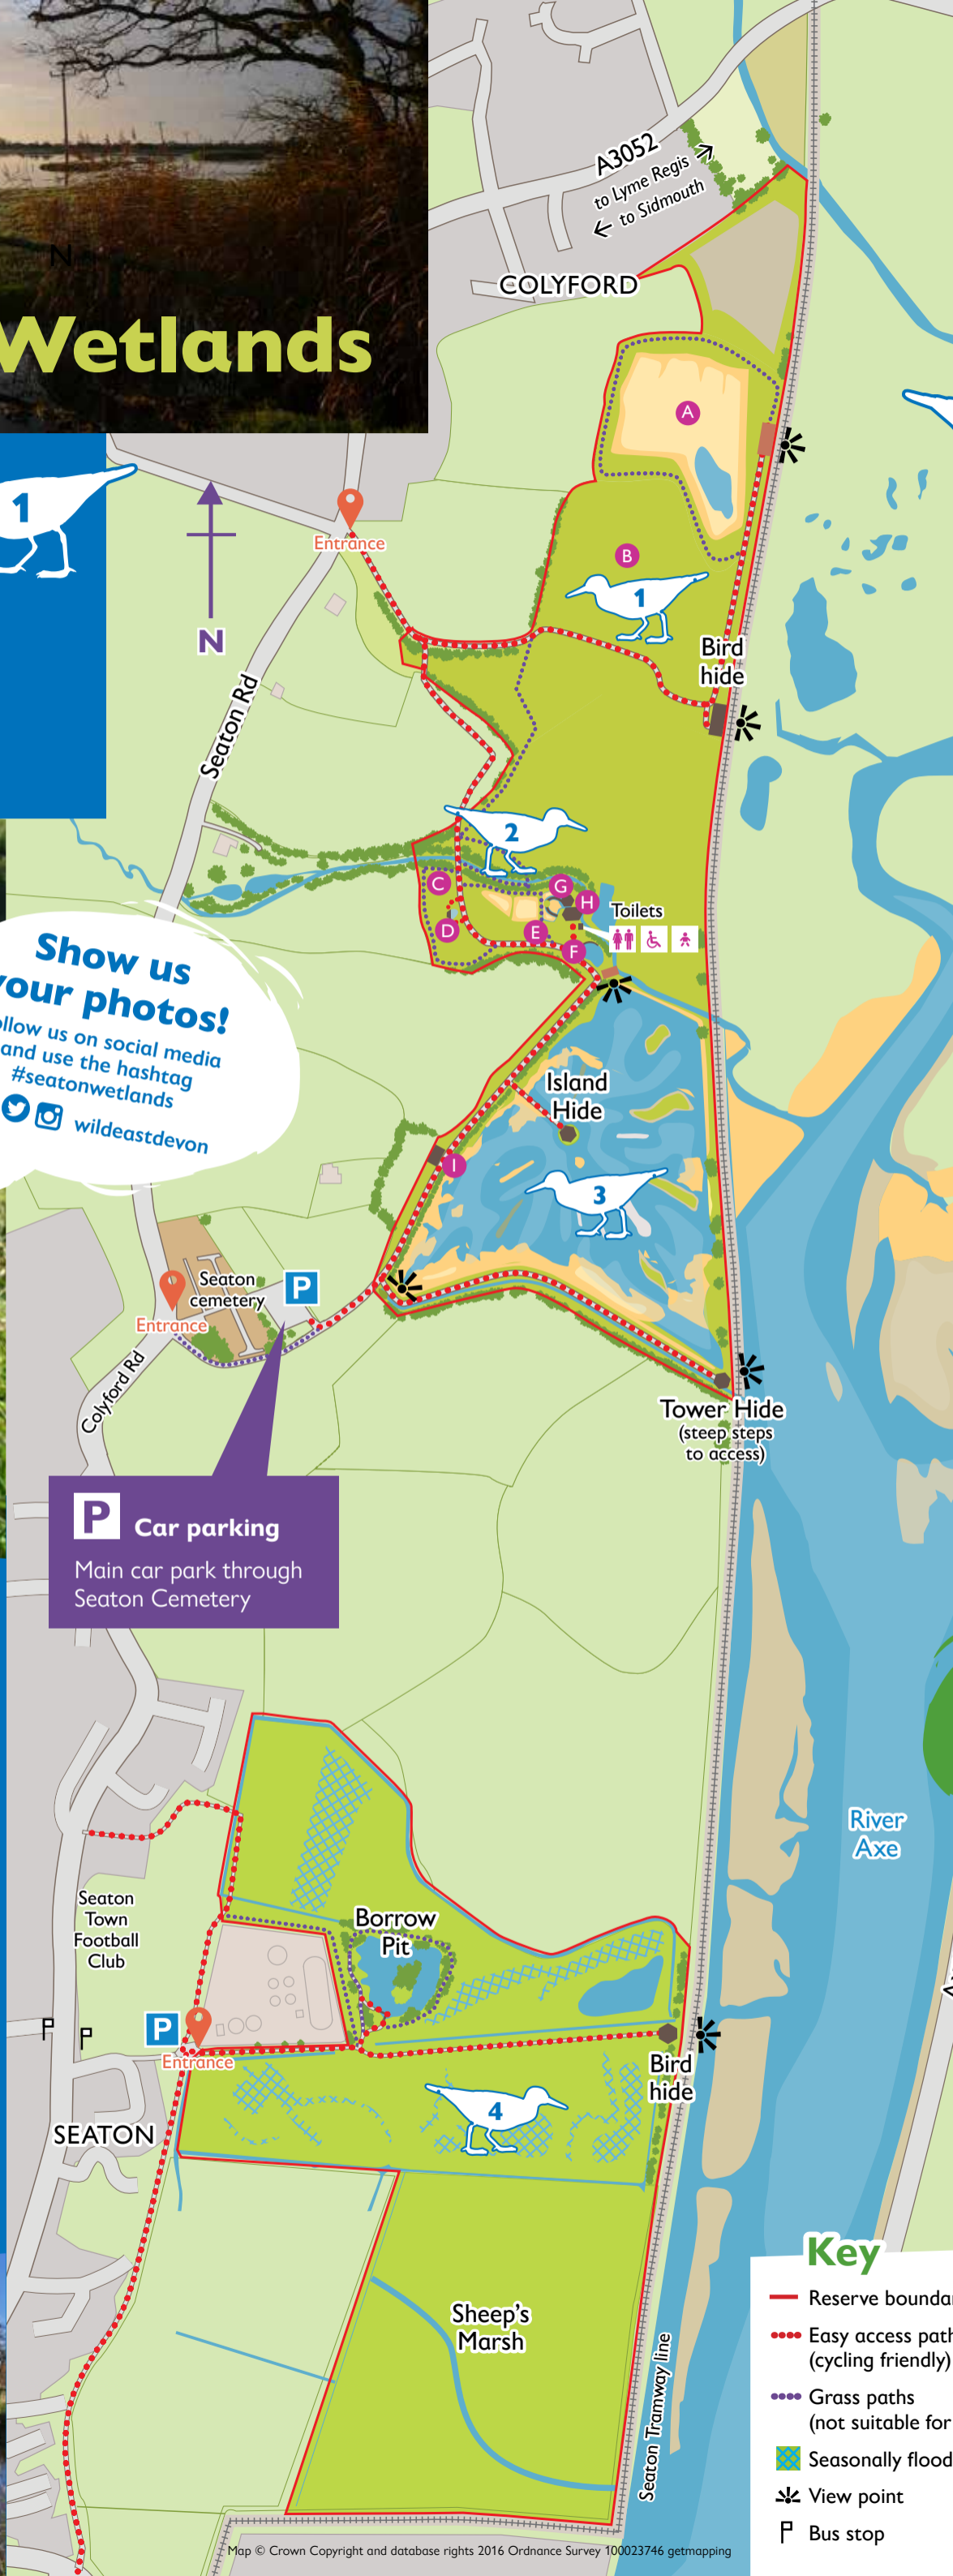 A3052
to Lyme Regis →
← to Sidmouth
COLYFORD
N
Wetlands
1
A
Entrance
B
1
N
Bird
hide
Seaton Rd
2
C
G
H
Toilets
D
E
F
Show us
your photos!
ollow us on social media
and use the hashtag
#seatonwetlands
wildeastdevon
Island
Hide
I
3
Seaton
cemetery
P
Entrance
Colyford Rd
Tower Hide
(steep steps
to access)
P Car parking
Main car park through
Seaton Cemetery
River
Axe
Seaton
Town
Football
Club
Borrow
Pit
P
Entrance
Bird
hide
4
SEATON
Sheep's
Marsh
Seaton Tramway line
Key
Reserve bounda
Easy access path
(cycling friendly)
Grass paths
(not suitable for
Seasonally flood
View point
Bus stop
Map © Crown Copyright and database rights 2016 Ordnance Survey 100023746 getmapping